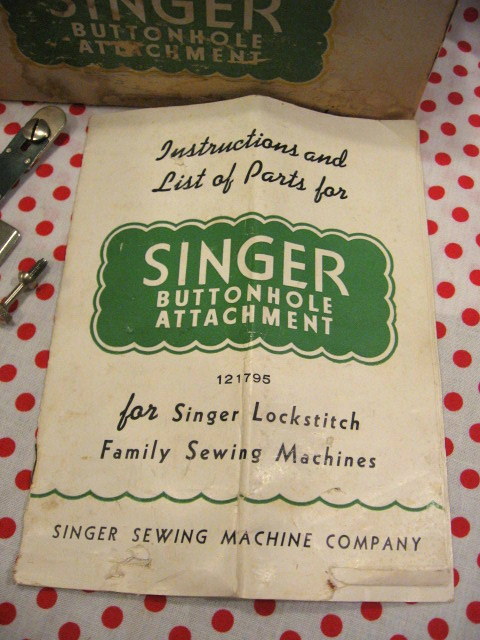 SINGER
BUTTONHOLE
ATTACHMENT
Instructions and
List of Parts for
SINGER
BUTTONHOLE
ATTACHMENT
121795
for Singer Lockstitch
Family Sewing Machines
SINGER SEWING MACHINE COMPANY